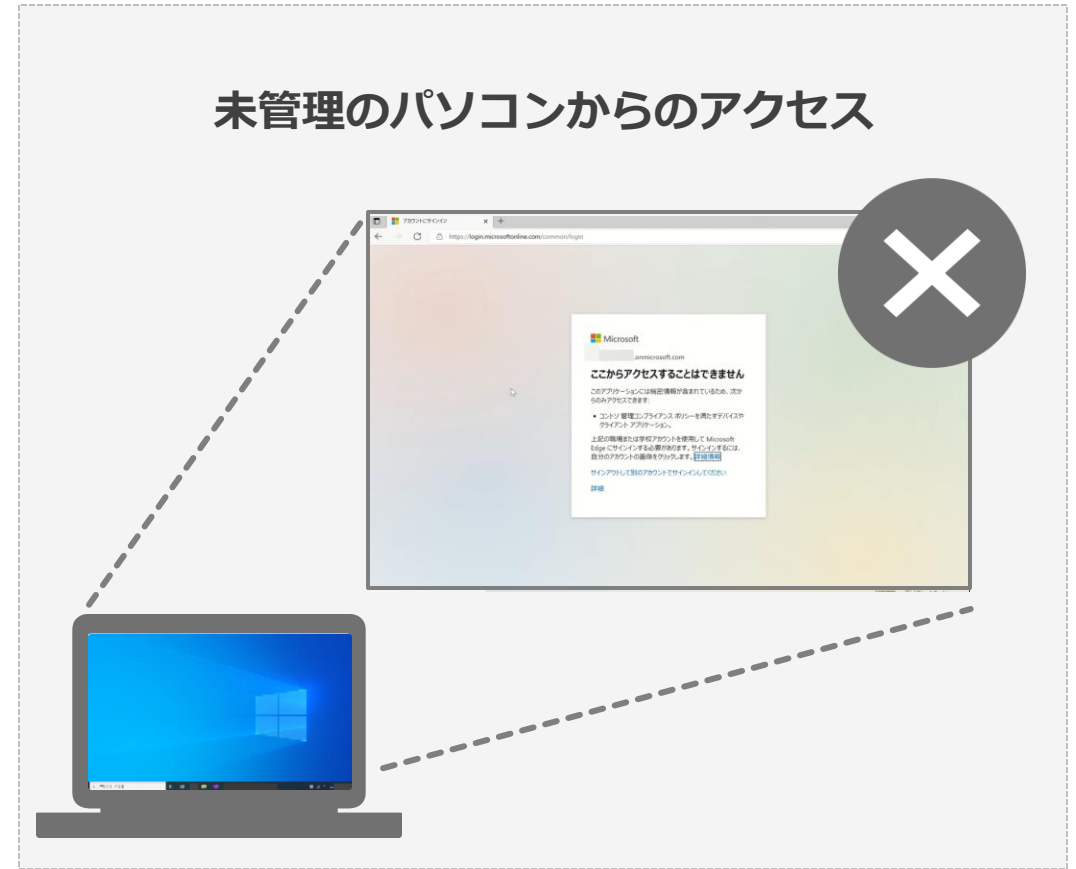 未管理のパソコンからのアクセス
アカウントにサインイン
https://login.microsoftonline.com/common/login
Microsoft
.onmicrosoft.com
ここからアクセスすることはできません
このアプリケーションには機密情報が含まれているため、次か
らのみアクセスできます:
• コントソ 管理コンプライアンス ポリシーを満たすデバイスや
クライアント アプリケーション。
上記の職場または学校アカウントを使用して Microsoft
Edge にサインインする必要があります。サインインするには、
自分のアカウントの画像をクリックします。詳細情報
サインアウトして別のアカウントでサインインしてください
詳細